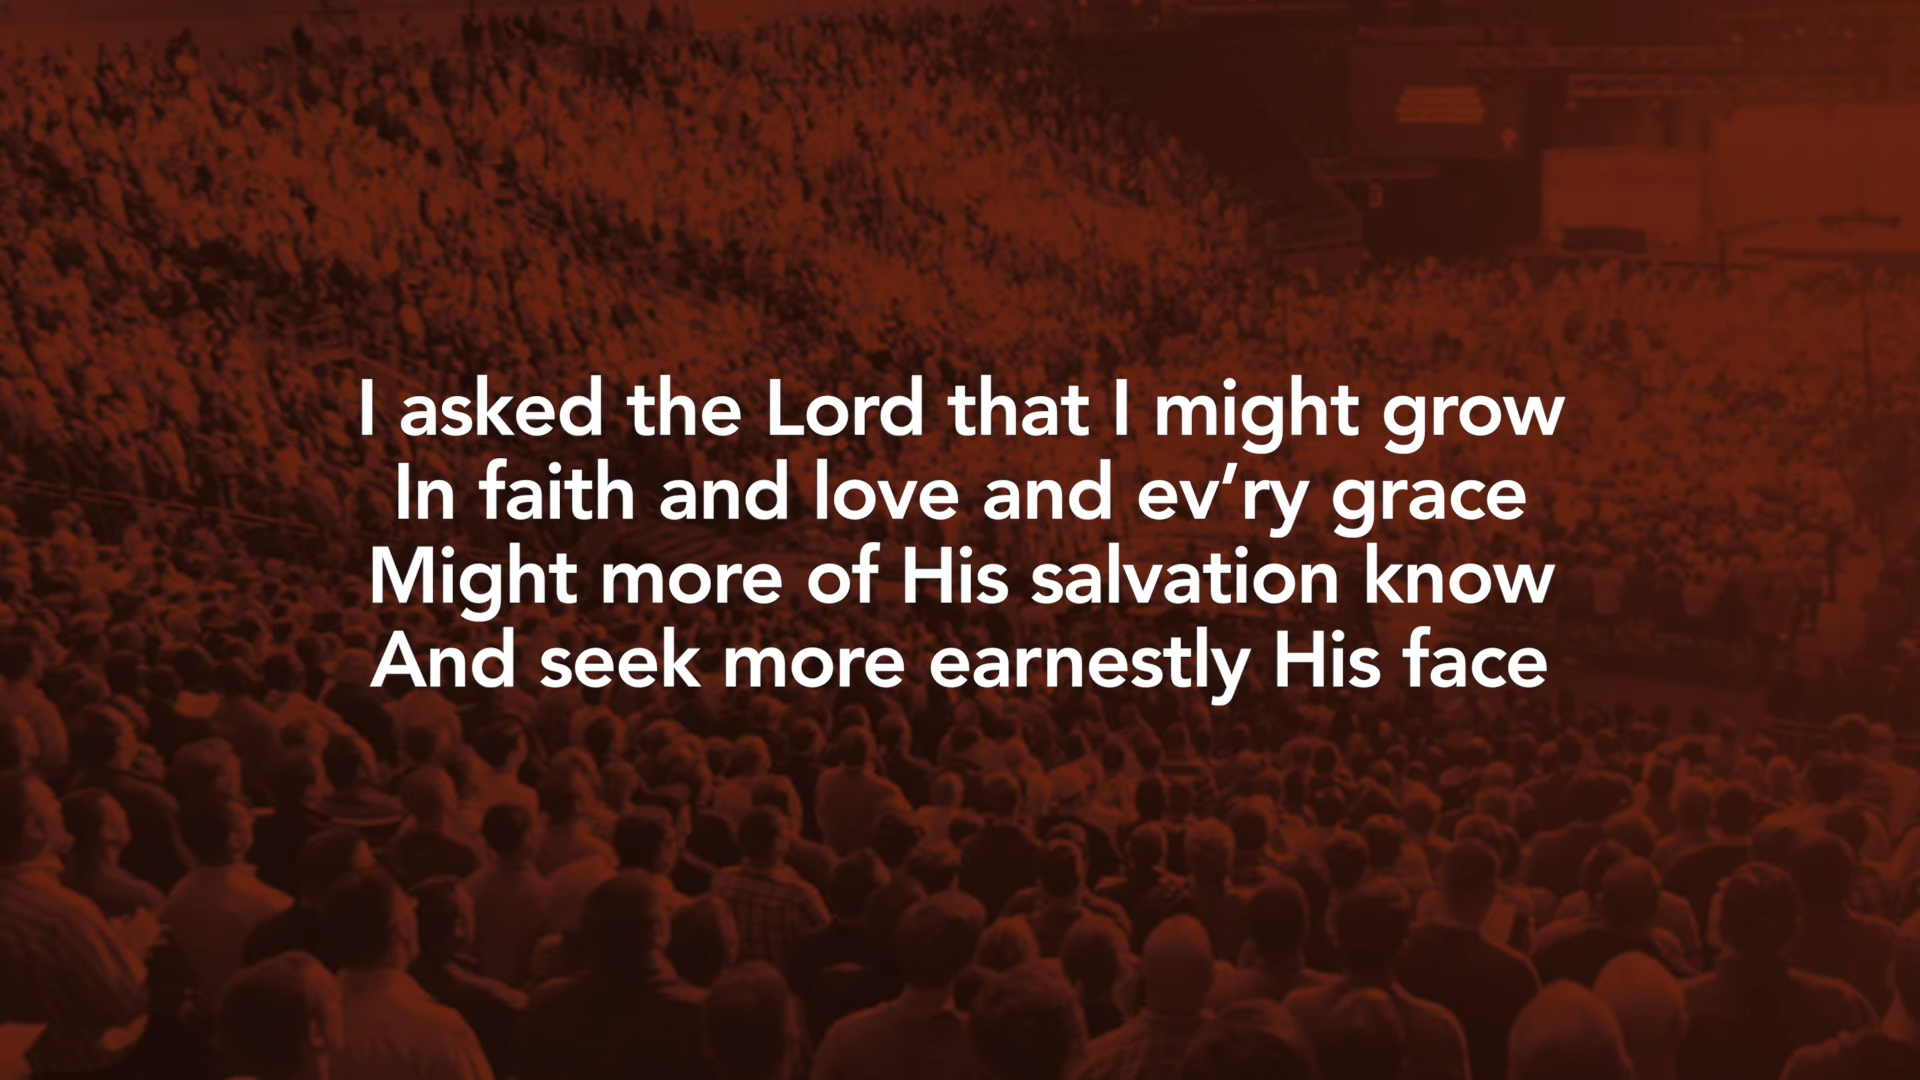 I asked the Lord that I might grow
In faith and love and ev’ry grace
Might more of His salvation know
And seek more earnestly His face